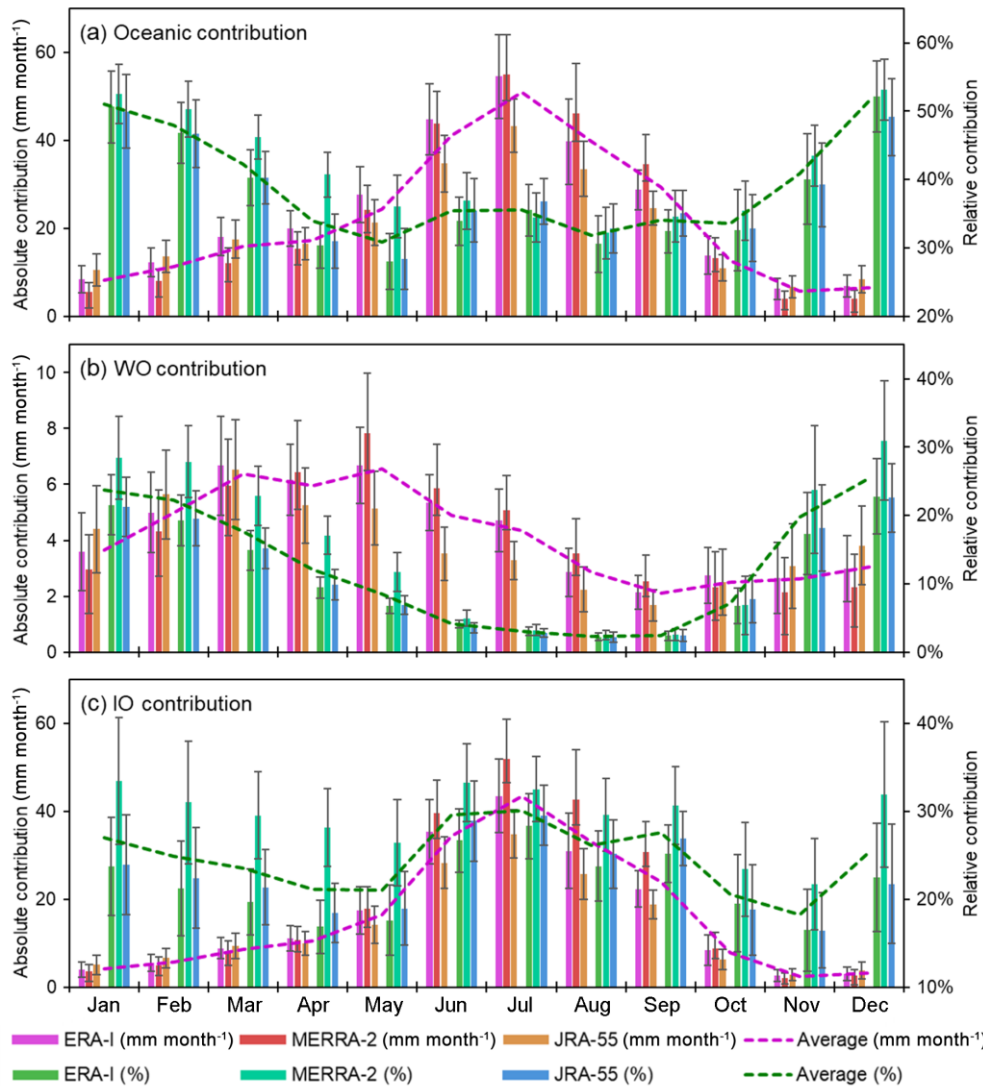 (a) Oceanic contribution
Absolute contribution (mm month⁻¹)
60
40
20
0
60%
50%
40%
30%
20%
Relative contribution
(b) WO contribution
Absolute contribution (mm month⁻¹)
10
8
6
4
2
0
40%
30%
20%
10%
0%
Relative contribution
(c) IO contribution
Absolute contribution (mm month⁻¹)
60
40
20
0
40%
30%
20%
10%
Relative contribution
Jan Feb Mar Apr May Jun Jul Aug Sep Oct Nov Dec
ERA-I (mm month⁻¹) MERRA-2 (mm month⁻¹) JRA-55 (mm month⁻¹) Average (mm month⁻¹)
ERA-I (%) MERRA-2 (%) JRA-55 (%) Average (%)